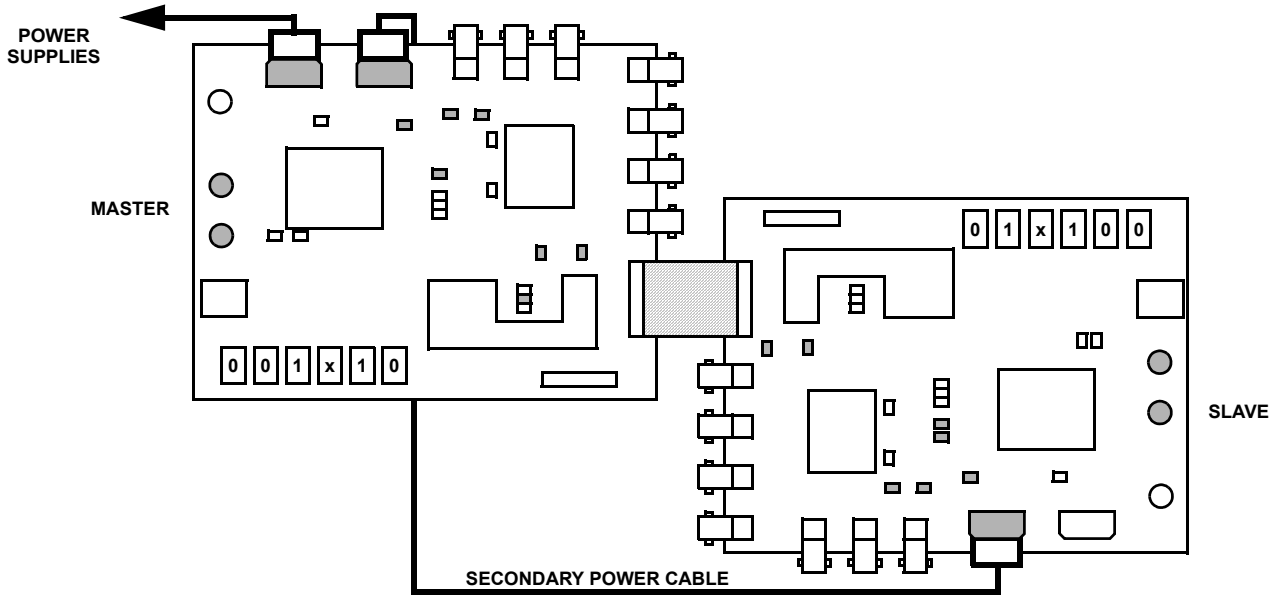 POWER
SUPPLIES
MASTER
0 1 x 1 0 0
SLAVE
0 0 1 x 1 0
SECONDARY POWER CABLE